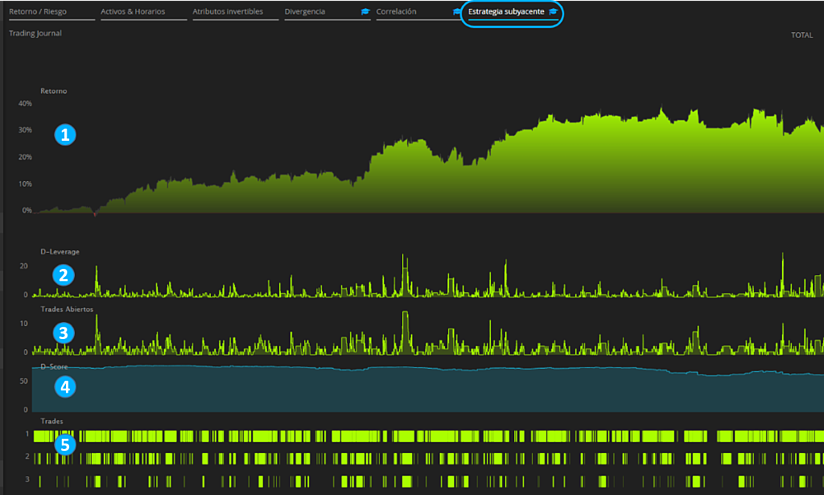 Retorno / Riesgo Activos & Horarios Atributos invertibles Divergencia Correlación Estrategia subyacente
Trading Journal TOTAL
Retorno
40%
30%
1
20%
10%
0%
D-Leverage
20
2
0
Trades Abiertos
10
3
0
D-Score
50
4
0
Trades
1
5
2
3